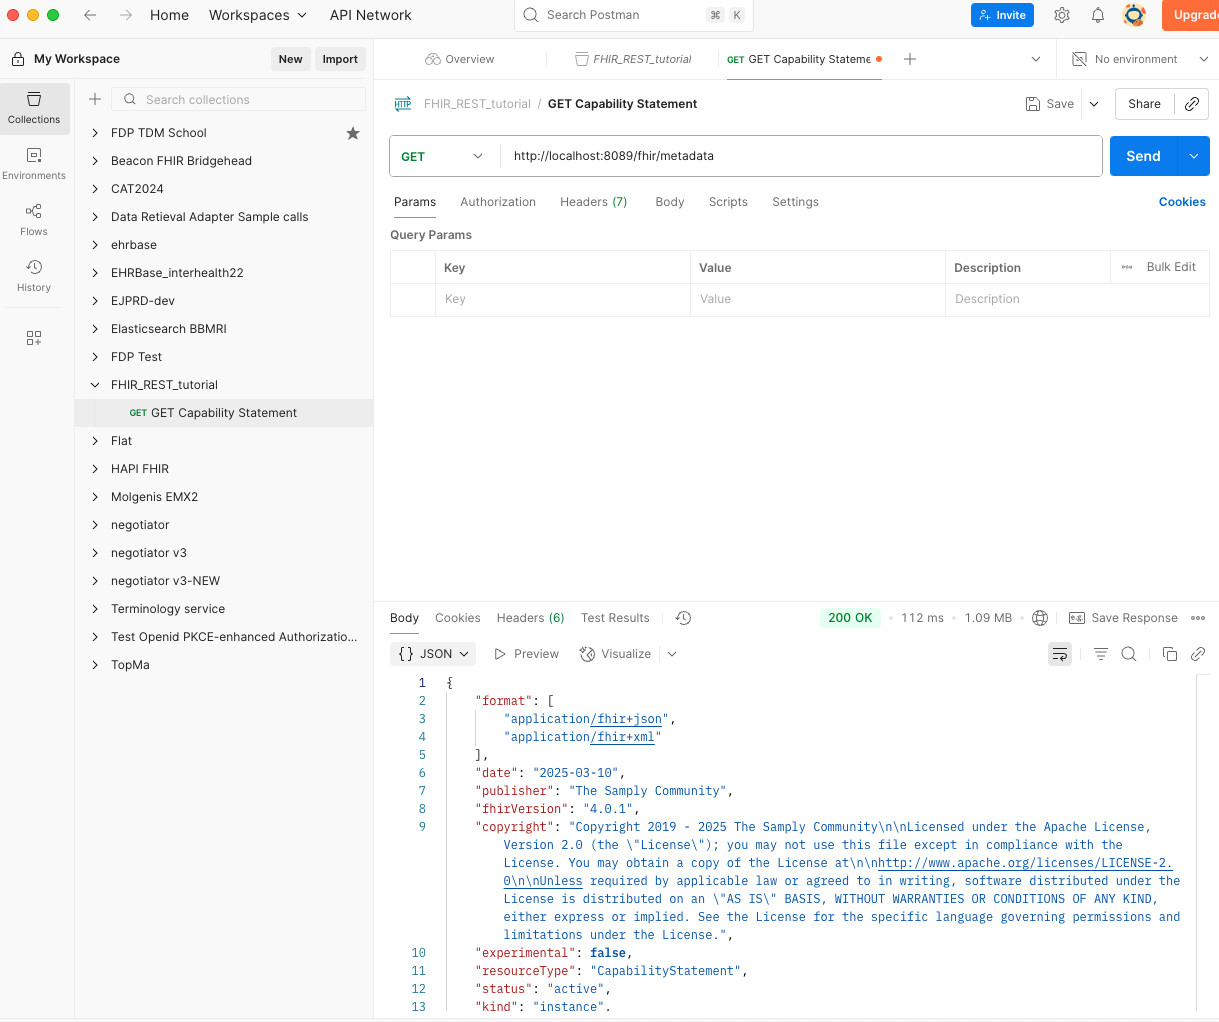 Home Workspaces API Network Search Postman ⌘ K Invite Upgrad
My Workspace New Import Overview FHIR_REST_tutorial GET GET Capability Stateme No environment
Collections
Environments
Flows
History
Search collections
FDP TDM School
Beacon FHIR Bridgehead
CAT2024
Data Retieval Adapter Sample calls
ehrbase
EHRBase_interhealth22
EJPRD-dev
Elasticsearch BBMRI
FDP Test
FHIR_REST_tutorial
GET GET Capability Statement
Flat
HAPI FHIR
Molgenis EMX2
negotiator
negotiator v3
negotiator v3-NEW
Terminology service
Test Openid PKCE-enhanced Authorizatio...
TopMa
HTTP FHIR_REST_tutorial / GET Capability Statement Save Share
GET http://localhost:8089/fhir/metadata Send
Params Authorization Headers (7) Body Scripts Settings Cookies
Query Params
Key Value Description Bulk Edit
Key Value Description
Body Cookies Headers (6) Test Results 200 OK • 112 ms • 1.09 MB • e.g. Save Response
{} JSON Preview Visualize
1 {
2 "format": [
3 "application/fhir+json",
4 "application/fhir+xml"
5 ],
6 "date": "2025-03-10",
7 "publisher": "The Samply Community",
8 "fhirVersion": "4.0.1",
9 "copyright": "Copyright 2019 - 2025 The Samply Community\n\nLicensed under the Apache License,
Version 2.0 (the \"License\"); you may not use this file except in compliance with the
License. You may obtain a copy of the License at\n\nhttp://www.apache.org/licenses/LICENSE-2.
0\n\nUnless required by applicable law or agreed to in writing, software distributed under the
License is distributed on an \"AS IS\" BASIS, WITHOUT WARRANTIES OR CONDITIONS OF ANY KIND,
either express or implied. See the License for the specific language governing permissions and
limitations under the License.",
10 "experimental": false,
11 "resourceType": "CapabilityStatement",
12 "status": "active",
13 "kind": "instance",